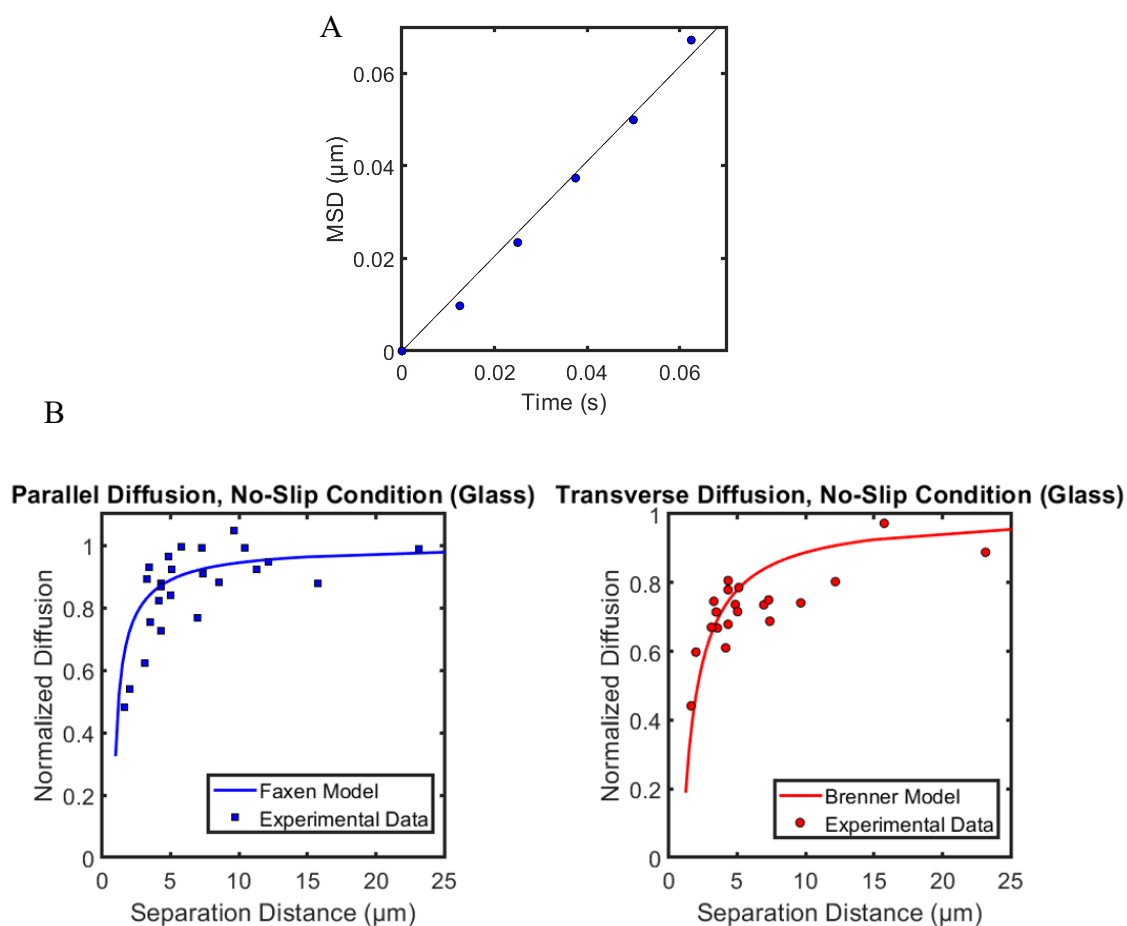 A
MSD (µm)
0.06
0.04
0.02
0
0 0.02 0.04 0.06
Time (s)
B
Parallel Diffusion, No-Slip Condition (Glass)
Normalized Diffusion
1
0.8
0.6
0.4
0.2
0
Faxen Model
Experimental Data
0 5 10 15 20 25
Separation Distance (µm)
Transverse Diffusion, No-Slip Condition (Glass)
Normalized Diffusion
1
0.8
0.6
0.4
0.2
0
Brenner Model
Experimental Data
0 5 10 15 20 25
Separation Distance (µm)